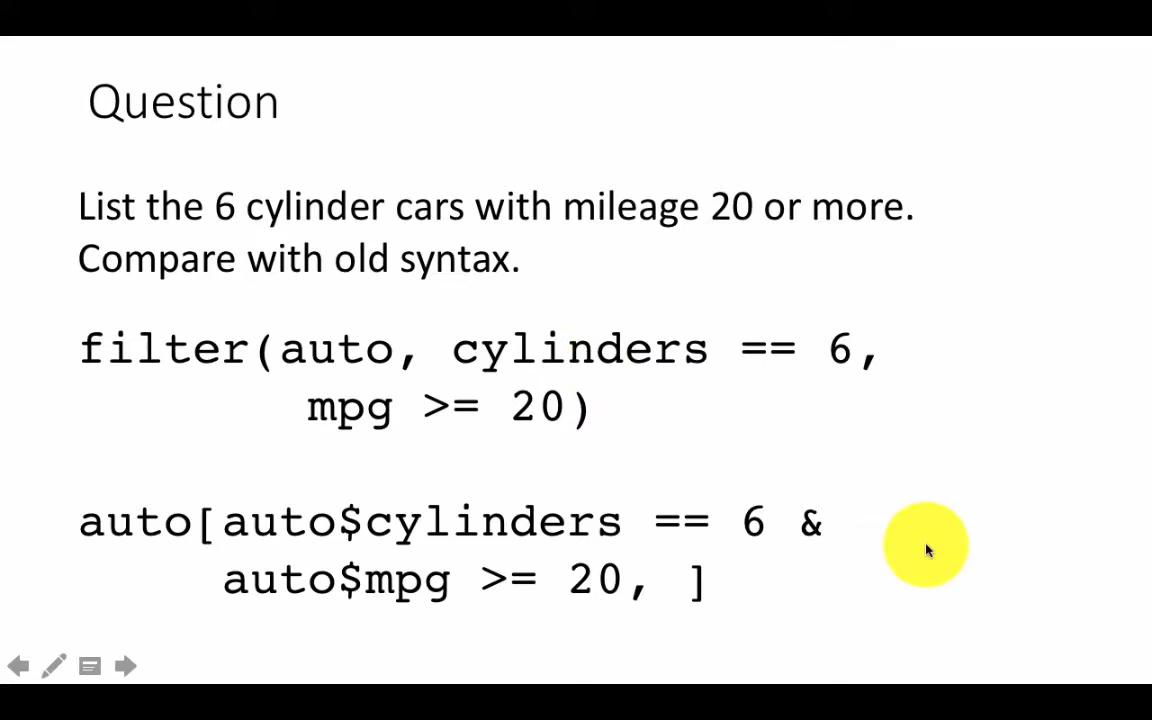 Question
List the 6 cylinder cars with mileage 20 or more.
Compare with old syntax.
filter(auto, cylinders == 6,
mpg >= 20)
auto[auto$cylinders == 6 &
auto$mpg >= 20, ]